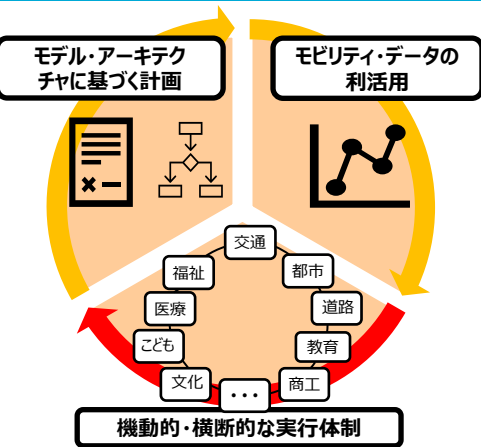 モデル・アーキテク
チャに基づく計画
モビリティ・データの
利活用
交通
福祉
都市
医療
道路
こども
教育
文化
商工
・・・
機動的・横断的な実行体制